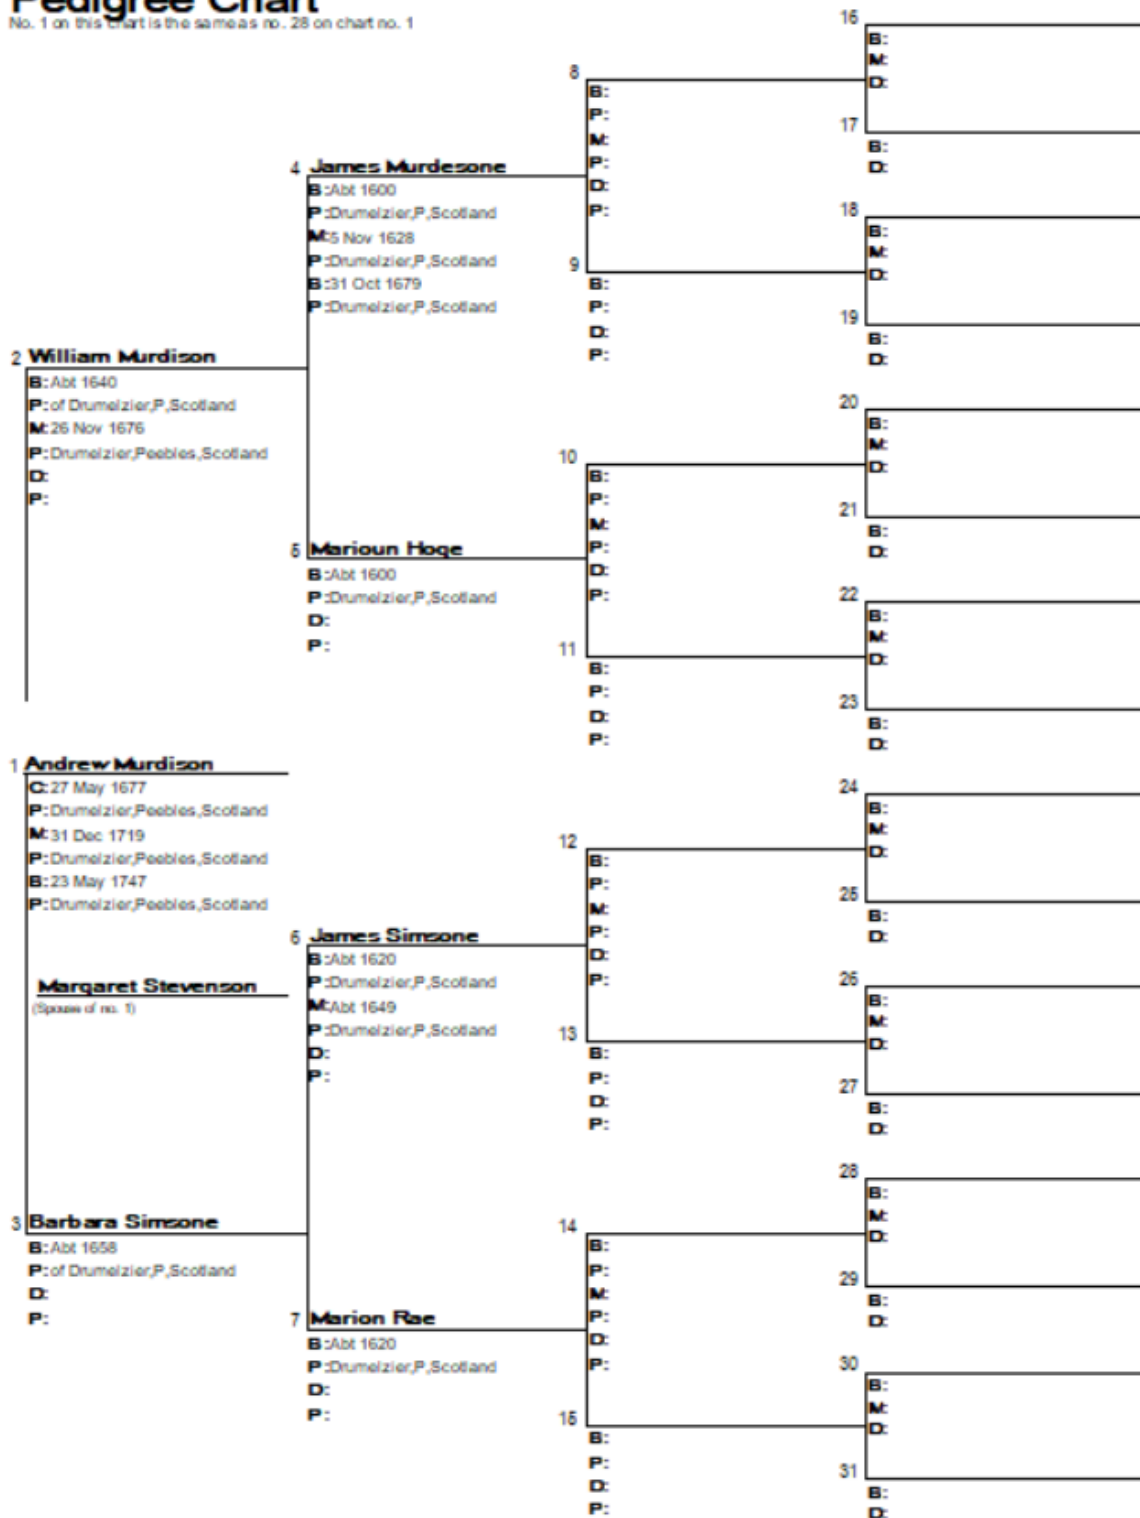 Pedigree Chart
No. 1 on this chart is the same as no. 28 on chart no. 1
2 William Murdison
B: Abt 1640
P: of Drumelzier,P,Scotland
M: 26 Nov 1676
P: Drumelzier,Peebles,Scotland
D:
P:
1 Andrew Murdison
C: 27 May 1677
P: Drumelzier,Peebles,Scotland
M: 31 Dec 1719
P: Drumelzier,Peebles,Scotland
B: 23 May 1747
P: Drumelzier,Peebles,Scotland
Margaret Stevenson
(Spouse of no. 1)
3 Barbara Simsone
B: Abt 1658
P: of Drumelzier,P,Scotland
D:
P:
4 James Murdesone
B: Abt 1600
P: Drumelzier,P,Scotland
M: 5 Nov 1628
P: Drumelzier,P,Scotland
B: 31 Oct 1679
P: Drumelzier,P,Scotland
5 Marioun Hoge
B: Abt 1600
P: Drumelzier,P,Scotland
D:
P:
6 James Simsone
B: Abt 1620
P: Drumelzier,P,Scotland
M: Abt 1649
P: Drumelzier,P,Scotland
D:
P:
7 Marion Rae
B: Abt 1620
P: Drumelzier,P,Scotland
D:
P:
8
B:
P:
M:
P:
D:
P:
9
B:
P:
D:
P:
10
B:
P:
M:
P:
D:
P:
11
B:
P:
D:
P:
12
B:
P:
M:
P:
D:
P:
13
B:
P:
D:
P:
14
B:
P:
M:
P:
D:
P:
15
B:
P:
D:
P:
16
B:
M:
D:
17
B:
D:
18
B:
M:
D:
19
B:
D:
20
B:
M:
D:
21
B:
D:
22
B:
M:
D:
23
B:
D:
24
B:
M:
D:
25
B:
D:
26
B:
M:
D:
27
B:
D:
28
B:
M:
D:
29
B:
D:
30
B:
M:
D:
31
B:
D: